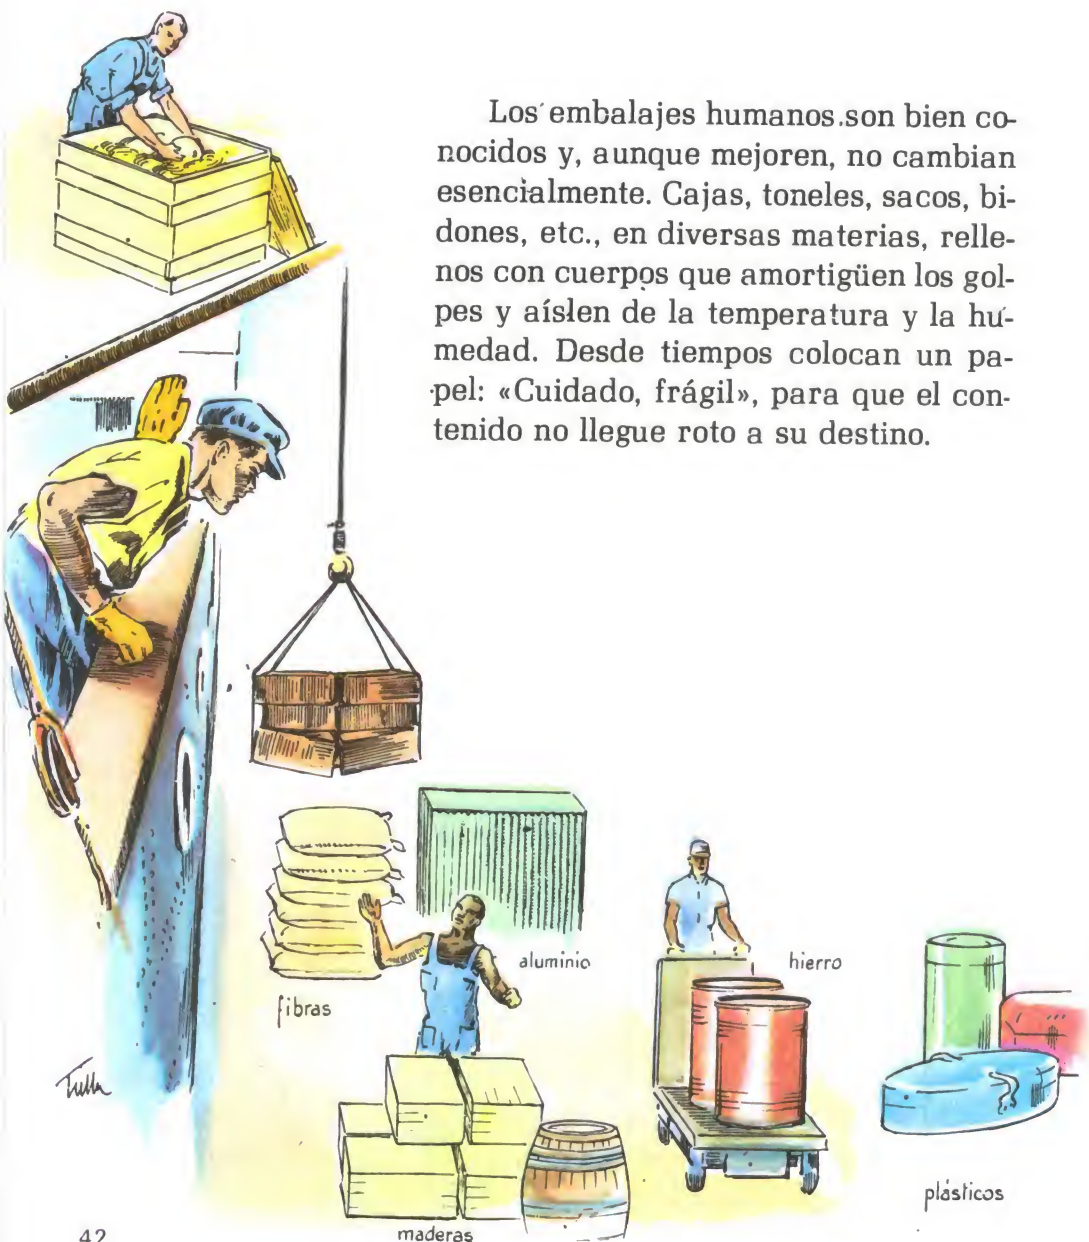 Los embalajes humanos son bien co-
nocidos y, aunque mejoren, no cambian
esencialmente. Cajas, toneles, sacos, bi-
dones, etc., en diversas materias, relle-
nos con cuerpos que amortigüen los gol-
pes y aíslen de la temperatura y la hu-
medad. Desde tiempos colocan un pa-
pel: «Cuidado, frágil», para que el con-
tenido no llegue roto a su destino.
aluminio
hierro
fibras
plásticos
maderas
42